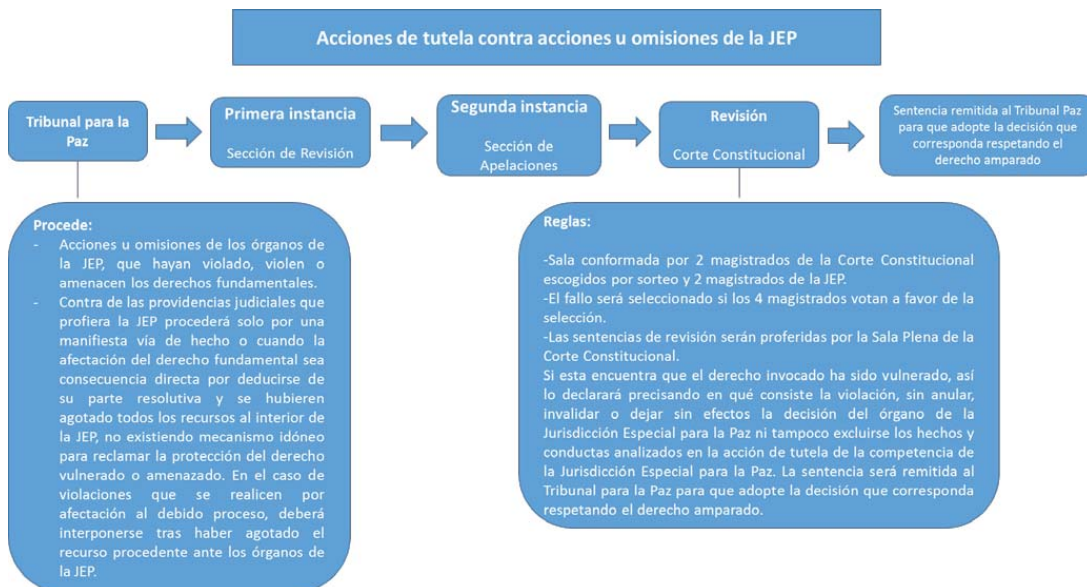 Acciones de tutela contra acciones u omisiones de la JEP
Tribunal para la
Paz
Primera instancia
Sección de Revisión
Segunda instancia
Sección de
Apelaciones
Revisión
Corte Constitucional
Sentencia remitida al Tribunal Paz
para que adopte la decisión que
corresponda respetando el
derecho amparado
Procede:
- Acciones u omisiones de los órganos de
la JEP, que hayan violado, violen o
amenacen los derechos fundamentales.
- Contra de las providencias judiciales que
profiera la JEP procederá solo por una
manifiesta vía de hecho o cuando la
afectación del derecho fundamental sea
consecuencia directa por deducirse de
su parte resolutiva y se hubieren
agotado todos los recursos al interior de
la JEP, no existiendo mecanismo idóneo
para reclamar la protección del derecho
vulnerado o amenazado. En el caso de
violaciones que se realicen por
afectación al debido proceso, deberá
interponerse tras haber agotado el
recurso procedente ante los órganos de
la JEP.
Reglas:
-Sala conformada por 2 magistrados de la Corte Constitucional
escogidos por sorteo y 2 magistrados de la JEP.
-El fallo será seleccionado si los 4 magistrados votan a favor de la
selección.
-Las sentencias de revisión serán proferidas por la Sala Plena de la
Corte Constitucional.
Si esta encuentra que el derecho invocado ha sido vulnerado, así
lo declarará precisando en qué consiste la violación, sin anular,
invalidar o dejar sin efectos la decisión del órgano de la
Jurisdicción Especial para la Paz ni tampoco excluirse los hechos y
conductas analizados en la acción de tutela de la competencia de
la Jurisdicción Especial para la Paz. La sentencia será remitida al
Tribunal para la Paz para que adopte la decisión que corresponda
respetando el derecho amparado.